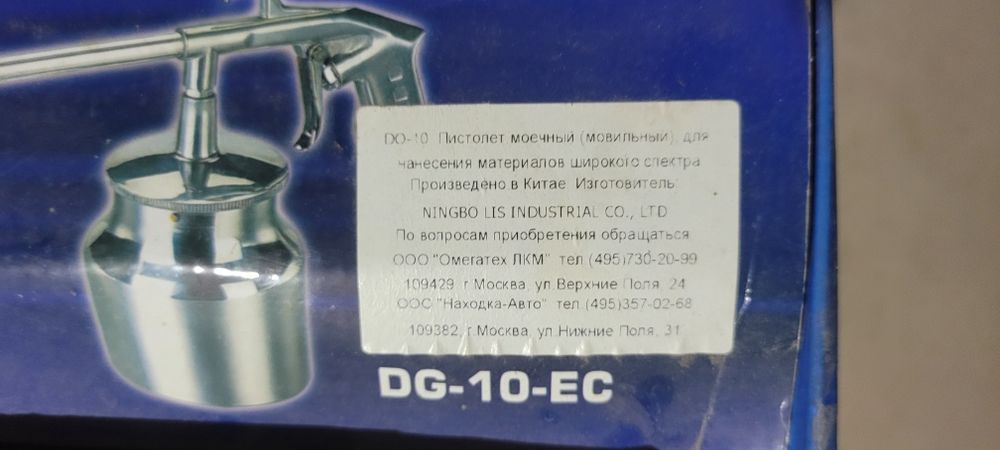 DO-10 Пистолет моечный (мовильный) для
нанесения материалов широкого спектра
Произведено в Китае. Изготовитель:
NINGBO LIS INDUSTRIAL CO., LTD
По вопросам приобретения обращаться
ООО "Омегатех ЛКМ" тел.(495)730-20-99
109429, г.Москва, ул.Верхние Поля, 24
ООО "Находка-Авто" тел.(495)357-02-68
109382, г.Москва, ул.Нижние Поля, 31
DG-10-EC